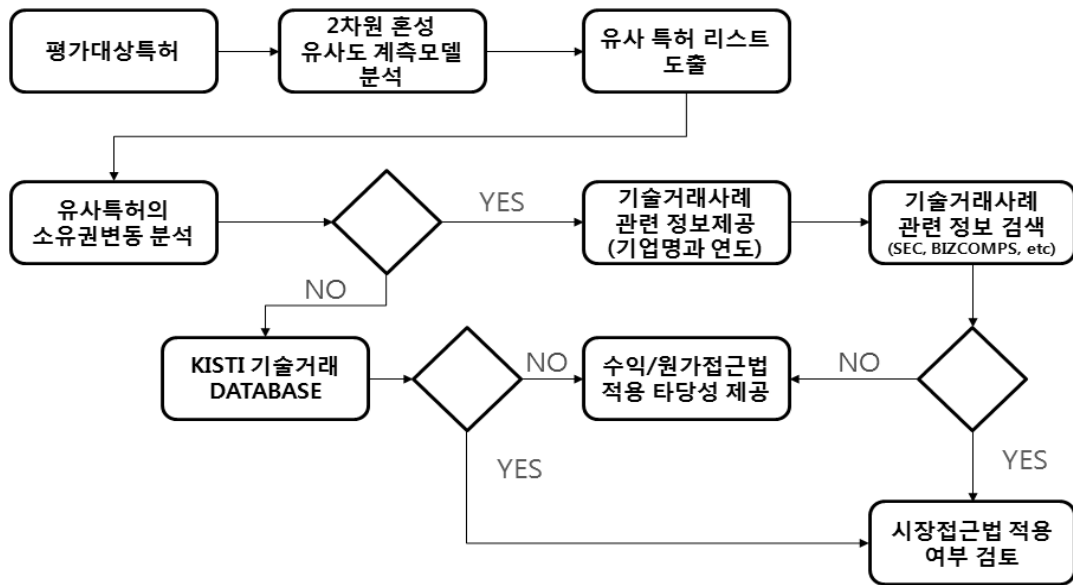 평가대상특허
2차원 혼성
유사도 계측모델
분석
유사 특허 리스트
도출
유사특허의
소유권변동 분석
YES
기술거래사례
관련 정보제공
(기업명과 연도)
기술거래사례
관련 정보 검색
(SEC, BIZCOMPS, etc)
NO
KISTI 기술거래
DATABASE
NO
수익/원가접근법
적용 타당성 제공
NO
YES
YES
시장접근법 적용
여부 검토